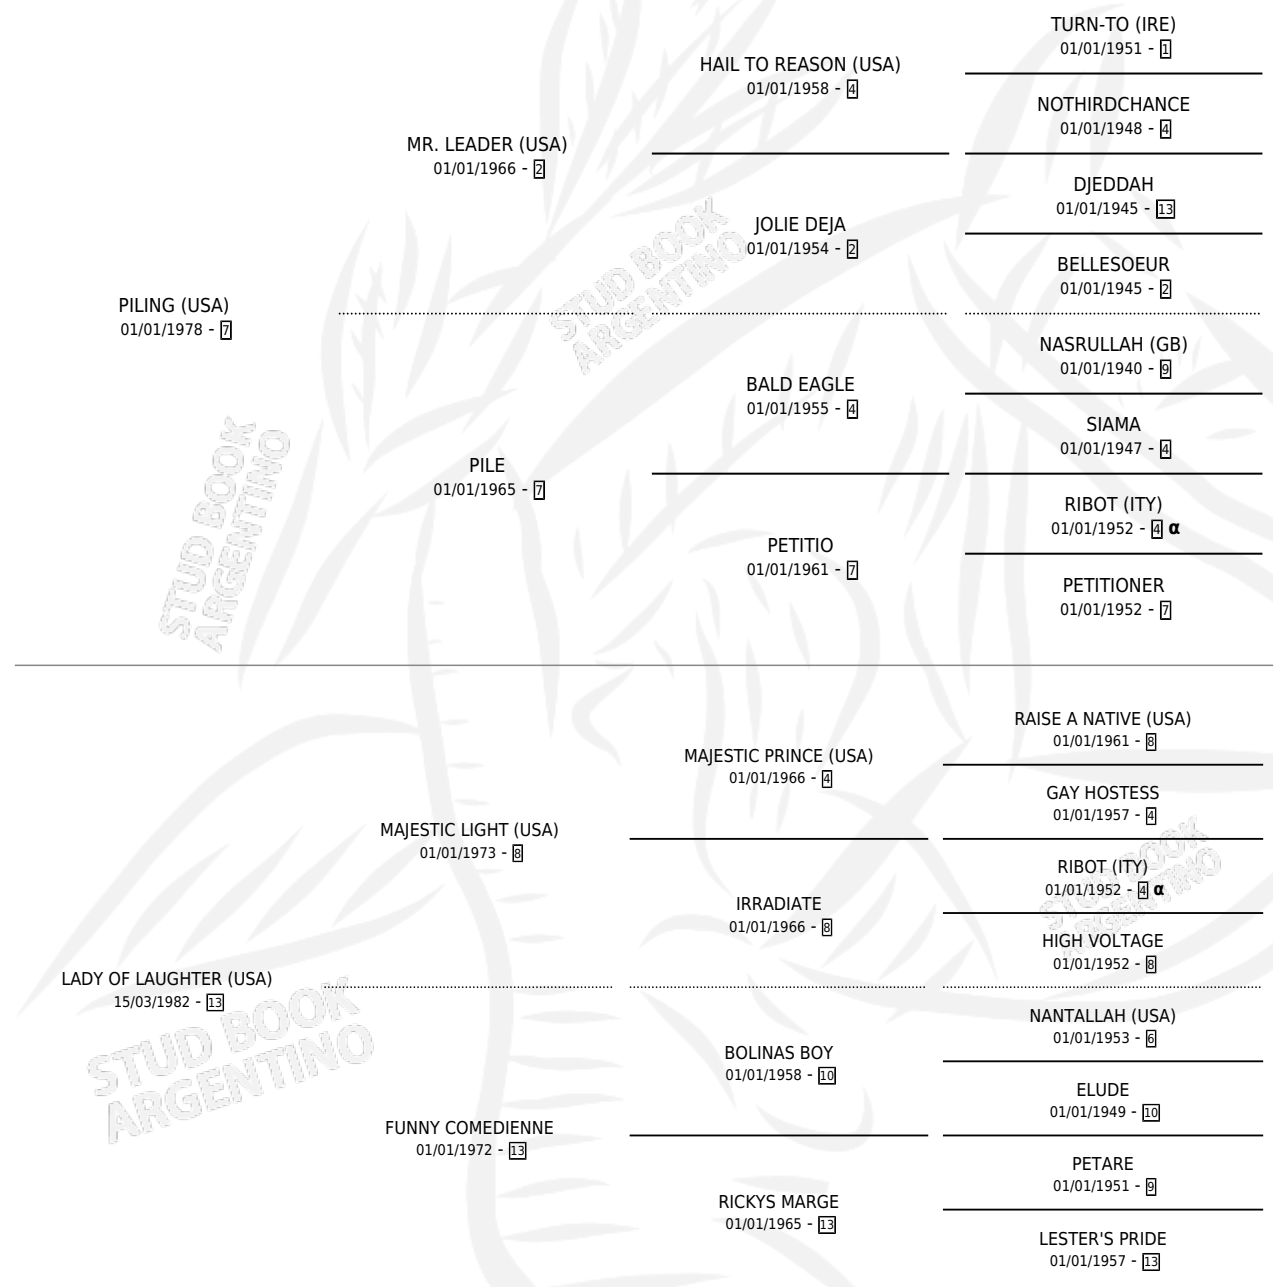 TURN-TO (IRE)
01/01/1951 - 1
HAIL TO REASON (USA)
01/01/1958 - 4
NOTHIRDCHANCE
01/01/1948 - 4
MR. LEADER (USA)
01/01/1966 - 2
DJEDDAH
01/01/1945 - 13
JOLIE DEJA
01/01/1954 - 2
BELLESOEUR
01/01/1945 - 2
PILING (USA)
01/01/1978 - 7
NASRULLAH (GB)
01/01/1940 - 9
BALD EAGLE
01/01/1955 - 4
SIAMA
01/01/1947 - 4
PILE
01/01/1965 - 7
RIBOT (ITY)
01/01/1952 - 4 α
PETITIO
01/01/1961 - 7
PETITIONER
01/01/1952 - 7
STUD BOOK
ARGENTINO
STUD BOOK
ARGENTINO
RAISE A NATIVE (USA)
01/01/1961 - 8
MAJESTIC PRINCE (USA)
01/01/1966 - 4
GAY HOSTESS
01/01/1957 - 4
MAJESTIC LIGHT (USA)
01/01/1973 - 8
RIBOT (ITY)
01/01/1952 - 4 α
IRRADIATE
01/01/1966 - 8
HIGH VOLTAGE
01/01/1952 - 8
LADY OF LAUGHTER (USA)
15/03/1982 - 13
NANTALLAH (USA)
01/01/1953 - 6
BOLINAS BOY
01/01/1958 - 10
ELUDE
01/01/1949 - 10
FUNNY COMEDIENNE
01/01/1972 - 13
PETARE
01/01/1951 - 9
RICKYS MARGE
01/01/1965 - 13
LESTER'S PRIDE
01/01/1957 - 13
STUD BOOK
ARGENTINO
STUD BOOK
ARGENTINO